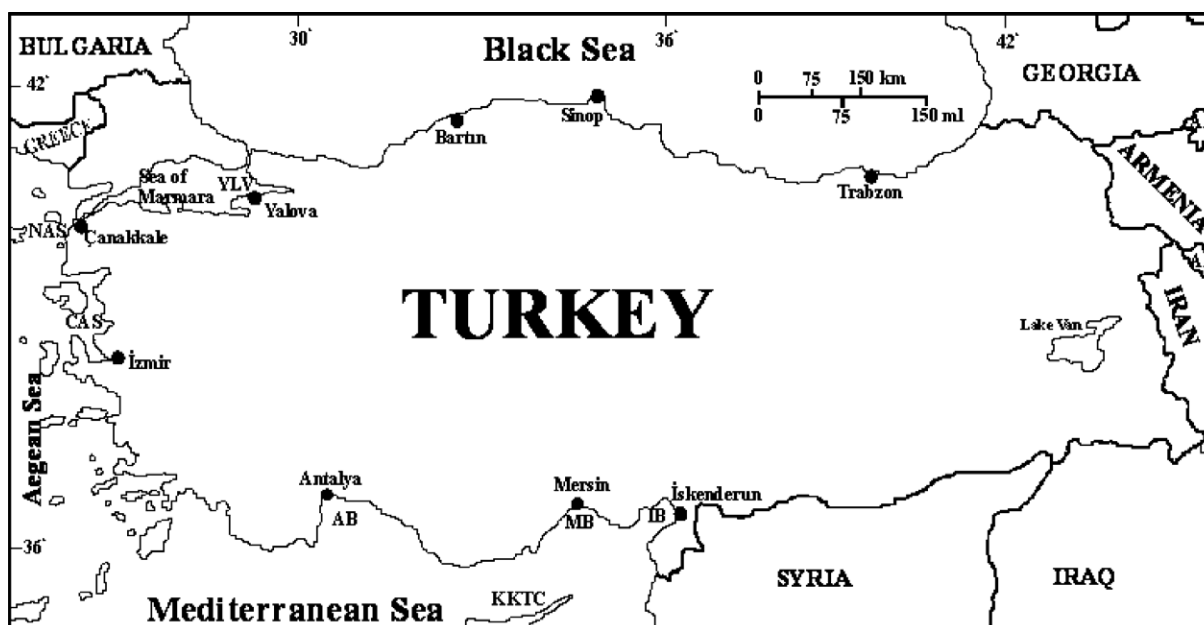 30°
36°
42°
BULGARIA
Black Sea
GEORGIA
42°
0 75 150 km
0 75 150 ml
Sinop
Bartın
GREECE
A
ARMENIA
Sea of
Marmara
YLV
Yalova
Trabzon
NAS
Çanakkale
A
IRAN
TURKEY
CAS
Lake Van
İzmir
Aegean Sea
Antalya
AB
Mersin
MB
İskenderun
IB
36°
SYRIA
IRAQ
KKTC
Mediterranean Sea